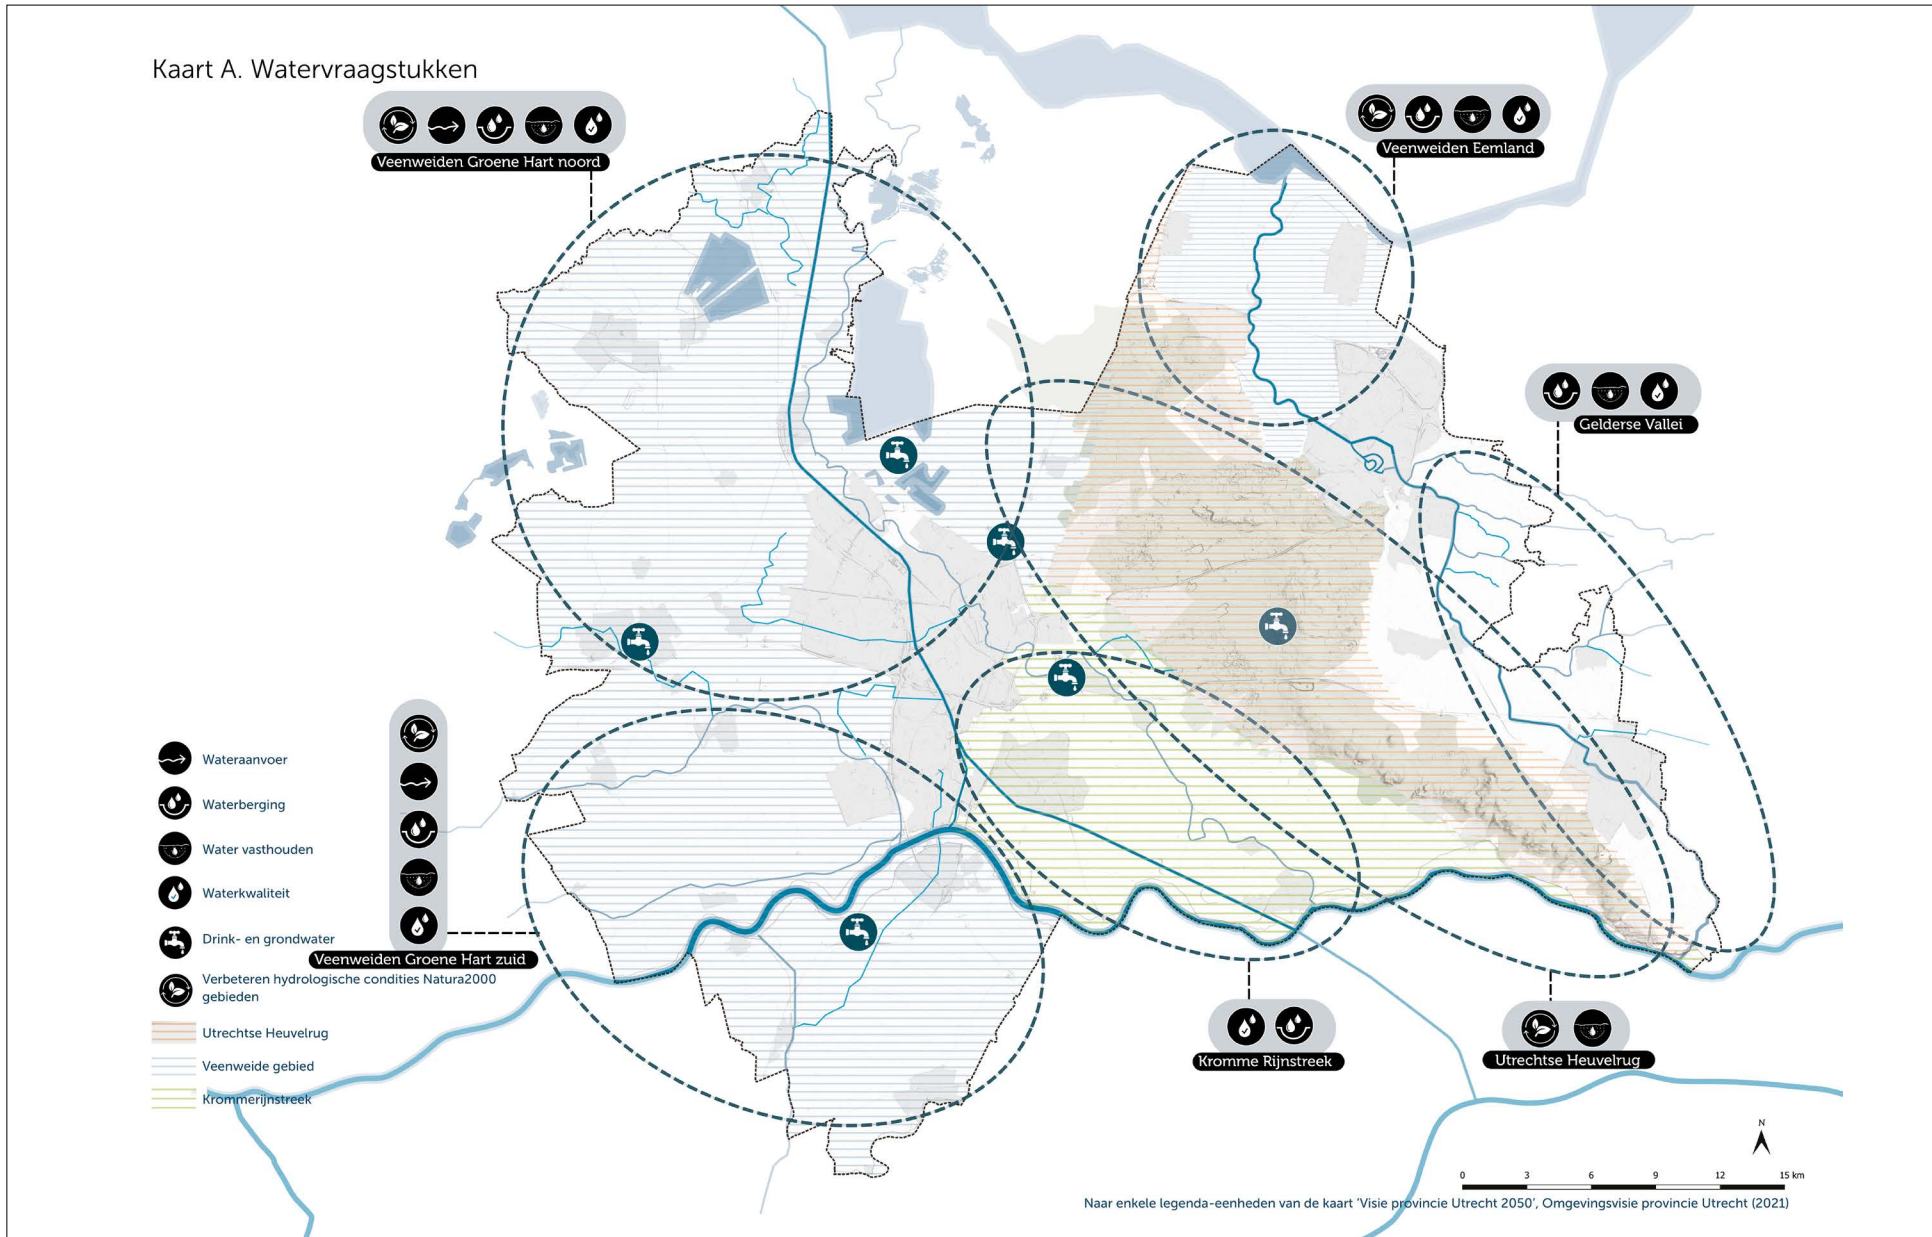 Kaart A. Watervraagstukken
Veenweiden Groene Hart noord
Veenweiden Eemland
Gelderse Vallei
Wateraanvoer
Waterberging
Water vasthouden
Waterkwaliteit
Drink- en grondwater
Verbeteren hydrologische condities Natura2000
gebieden
Utrechtse Heuvelrug
Veenweide gebied
Krommerijnstreek
Veenweiden Groene Hart zuid
Kromme Rijnstreek
Utrechtse Heuvelrug
N
0 3 6 9 12 15 km
Naar enkele legenda-eenheden van de kaart 'Visie provincie Utrecht 2050', Omgevingsvisie provincie Utrecht (2021)